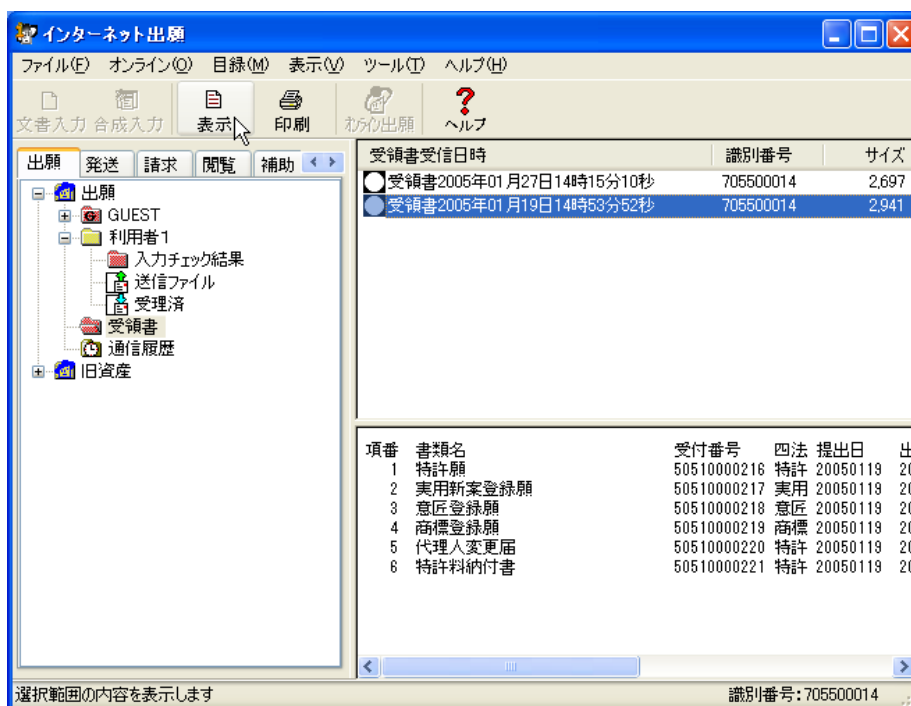 インターネット出願
ファイル(F) オンライン(O) 目録(M) 表示(V) ツール(T) ヘルプ(H)
文書入力 合成入力 表示 印刷 オンライン出願 ヘルプ
出願 発送 請求 閲覧 補助
出願
GUEST
利用者1
入力チェック結果
送信ファイル
受理済
受領書
通信履歴
旧資産
受領書受信日時 識別番号 サイズ
受領書2005年01月27日14時15分10秒 705500014 2,697
受領書2005年01月19日14時53分52秒 705500014 2,941
項番 書類名 受付番号 四法 提出日
1 特許願 50510000216 特許 20050119 20
2 実用新案登録願 50510000217 実用 20050119 20
3 意匠登録願 50510000218 意匠 20050119 20
4 商標登録願 50510000219 商標 20050119 20
5 代理人変更届 50510000220 特許 20050119 20
6 特許料納付書 50510000221 特許 20050119 20
選択範囲の内容を表示します 識別番号:705500014